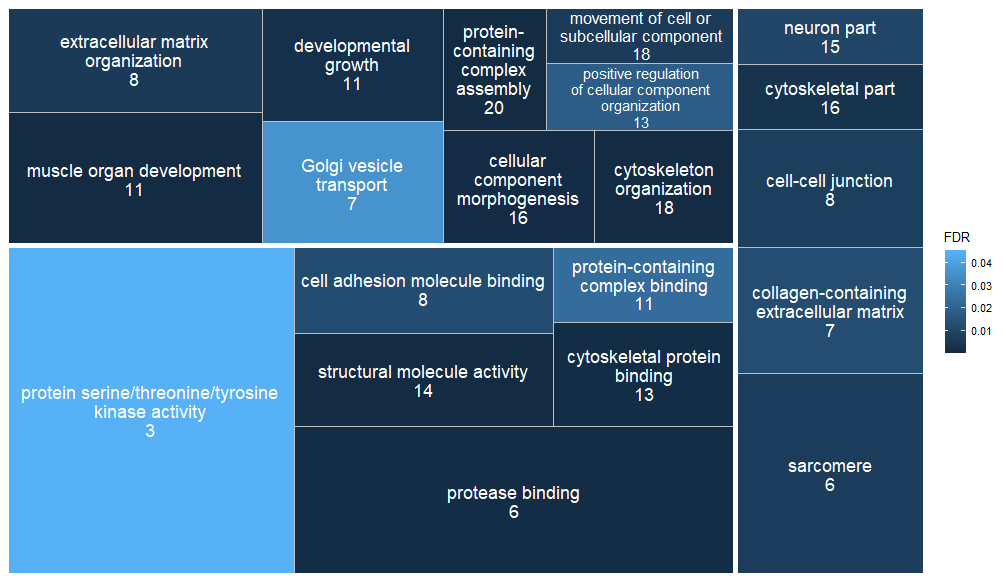 extracellular matrix
organization
8
muscle organ development
11
developmental
growth
11
Golgi vesicle
transport
7
protein-
containing
complex
assembly
20
movement of cell or
subcellular component
18
positive regulation
of cellular component
organization
13
cellular
component
morphogenesis
16
cytoskeleton
organization
18
protein serine/threonine/tyrosine
kinase activity
3
cell adhesion molecule binding
8
structural molecule activity
14
protein-containing
complex binding
11
cytoskeletal protein
binding
13
protease binding
6
neuron part
15
cytoskeletal part
16
cell-cell junction
8
collagen-containing
extracellular matrix
7
sarcomere
6
FDR
0.04
0.03
0.02
0.01